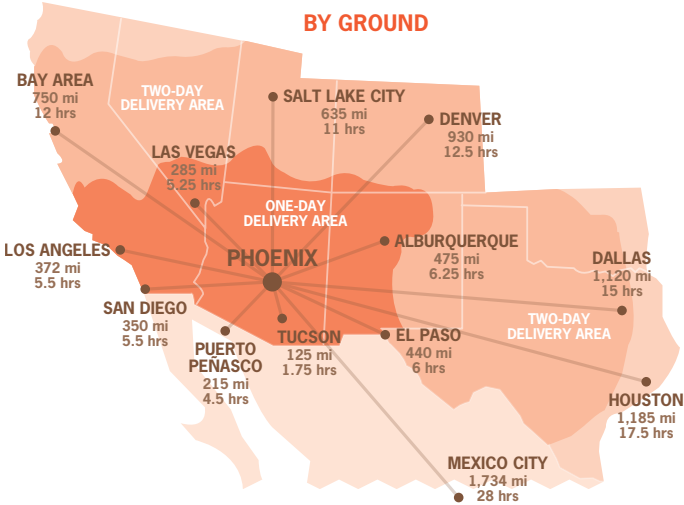 BY GROUND
BAY AREA
750 mi
12 hrs
TWO-DAY
DELIVERY AREA
SALT LAKE CITY
635 mi
11 hrs
DENVER
930 mi
12.5 hrs
LAS VEGAS
285 mi
5.25 hrs
ONE-DAY
DELIVERY AREA
PHOENIX
ALBURQUERQUE
475 mi
6.25 hrs
LOS ANGELES
372 mi
5.5 hrs
DALLAS
1,120 mi
15 hrs
SAN DIEGO
350 mi
5.5 hrs
TWO-DAY
DELIVERY AREA
TUCSON
125 mi
1.75 hrs
EL PASO
440 mi
6 hrs
PUERTO
PEÑASCO
215 mi
4.5 hrs
HOUSTON
1,185 mi
17.5 hrs
MEXICO CITY
1,734 mi
28 hrs